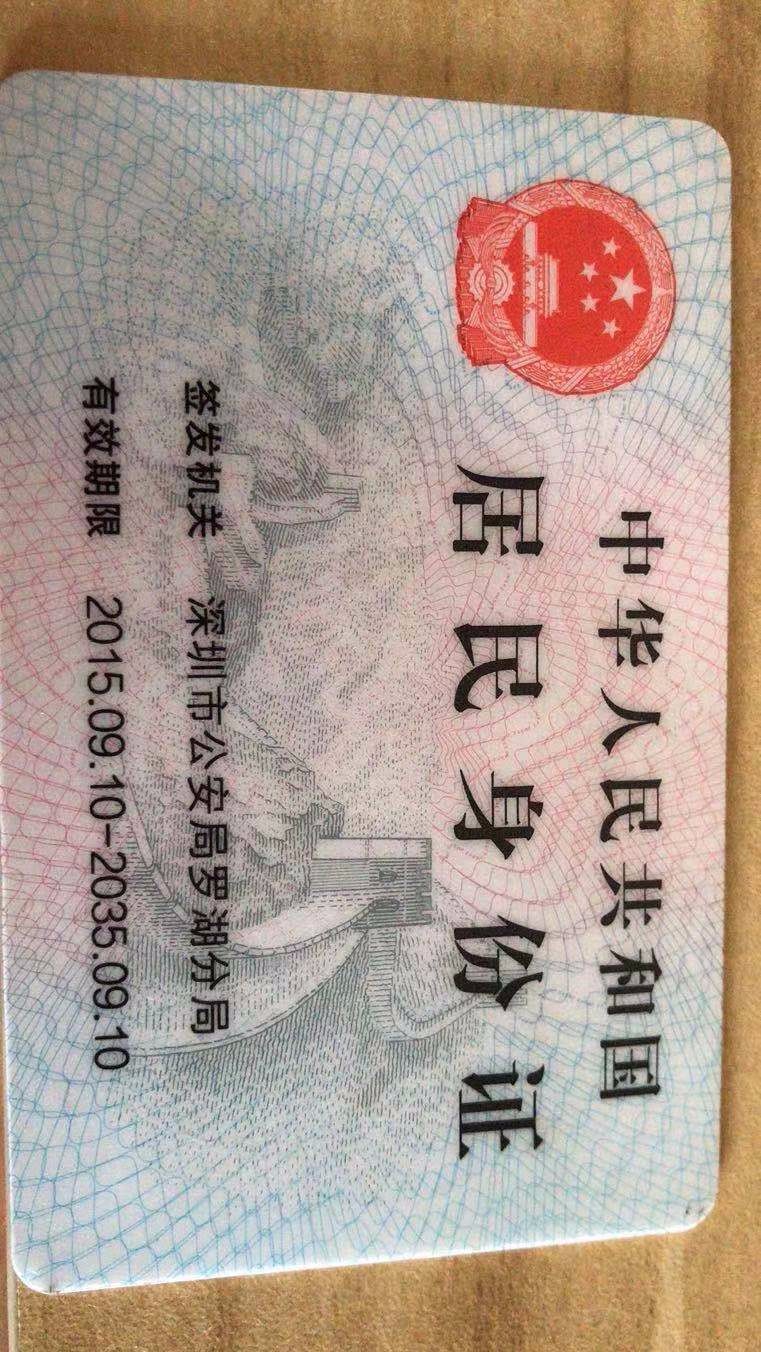 中华人民共和国
居民身份证
签发机关 深圳市公安局罗湖分局
有效期限 2015.09.10-2035.09.10